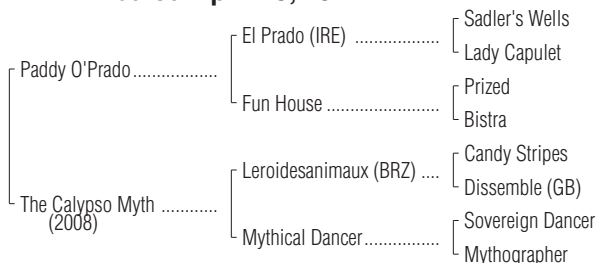 El Prado (IRE) ....................
Sadler's Wells
Lady Capulet
Paddy O'Prado....................
Fun House ..........................
Prized
Bistra
Leroidesanimaux (BRZ) ....
Candy Stripes
Dissemble (GB)
The Calypso Myth .............
(2008)
Mythical Dancer..................
Sovereign Dancer
Mythographer